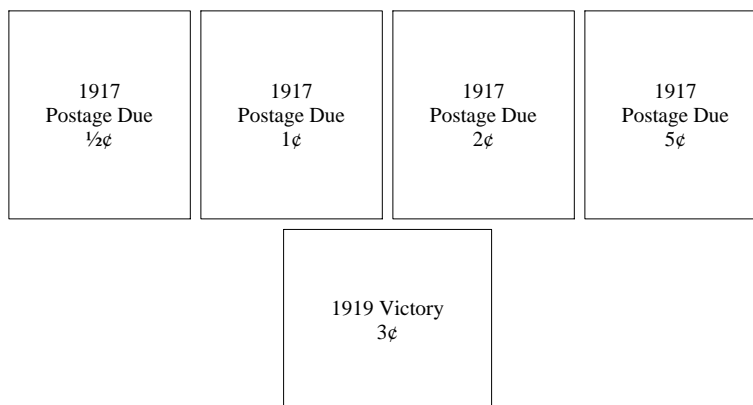 1917
Postage Due
½¢
1917
Postage Due
1¢
1917
Postage Due
2¢
1917
Postage Due
5¢
1919 Victory
3¢